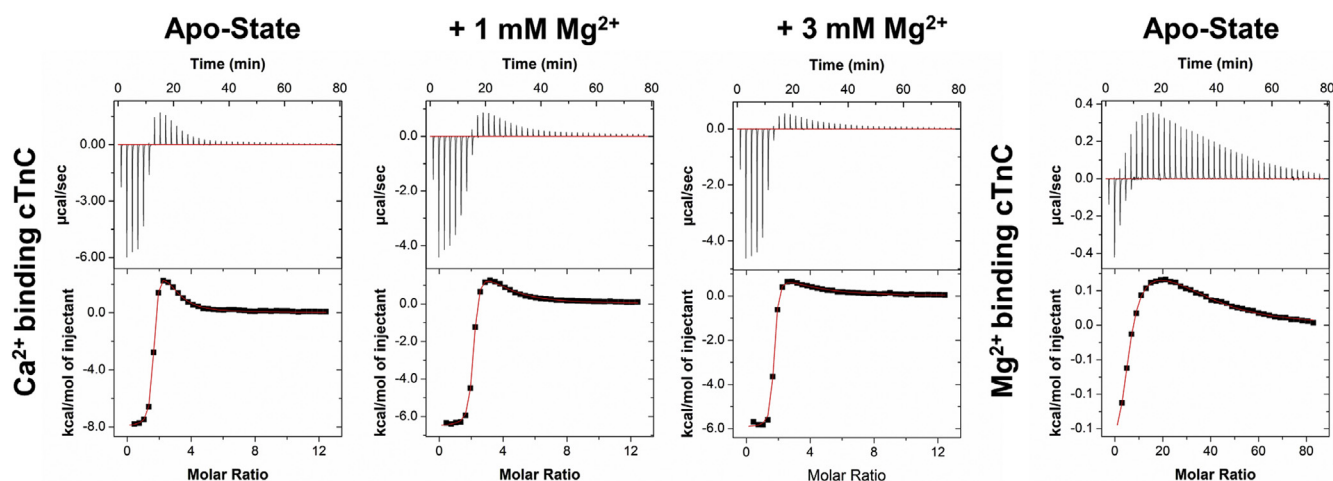 Apo-State
+ 1 mM Mg²⁺
+ 3 mM Mg²⁺
Apo-State
Time (min)
Time (min)
Time (min)
Time (min)
0 20 40 60 80
0 20 40 60 80
0 20 40 60 80
0 20 40 60 80
Ca²⁺ binding cTnC
µcal/sec
0.00
-3.00
-6.00
kcal/mol of injectant
0.0
-4.0
-8.0
0 4 8 12
Molar Ratio
µcal/sec
0.0
-2.0
-4.0
kcal/mol of injectant
0.0
-2.0
-4.0
-6.0
0 4 8 12
Molar Ratio
µcal/sec
0.0
-2.0
-4.0
kcal/mol of injectant
0.0
-2.0
-4.0
-6.0
0 4 8 12
Molar Ratio
Mg²⁺ binding cTnC
µcal/sec
0.4
0.2
0.0
-0.2
-0.4
kcal/mol of injectant
0.1
0.0
-0.1
-0.1
-0.1
0 20 40 60 80
Molar Ratio